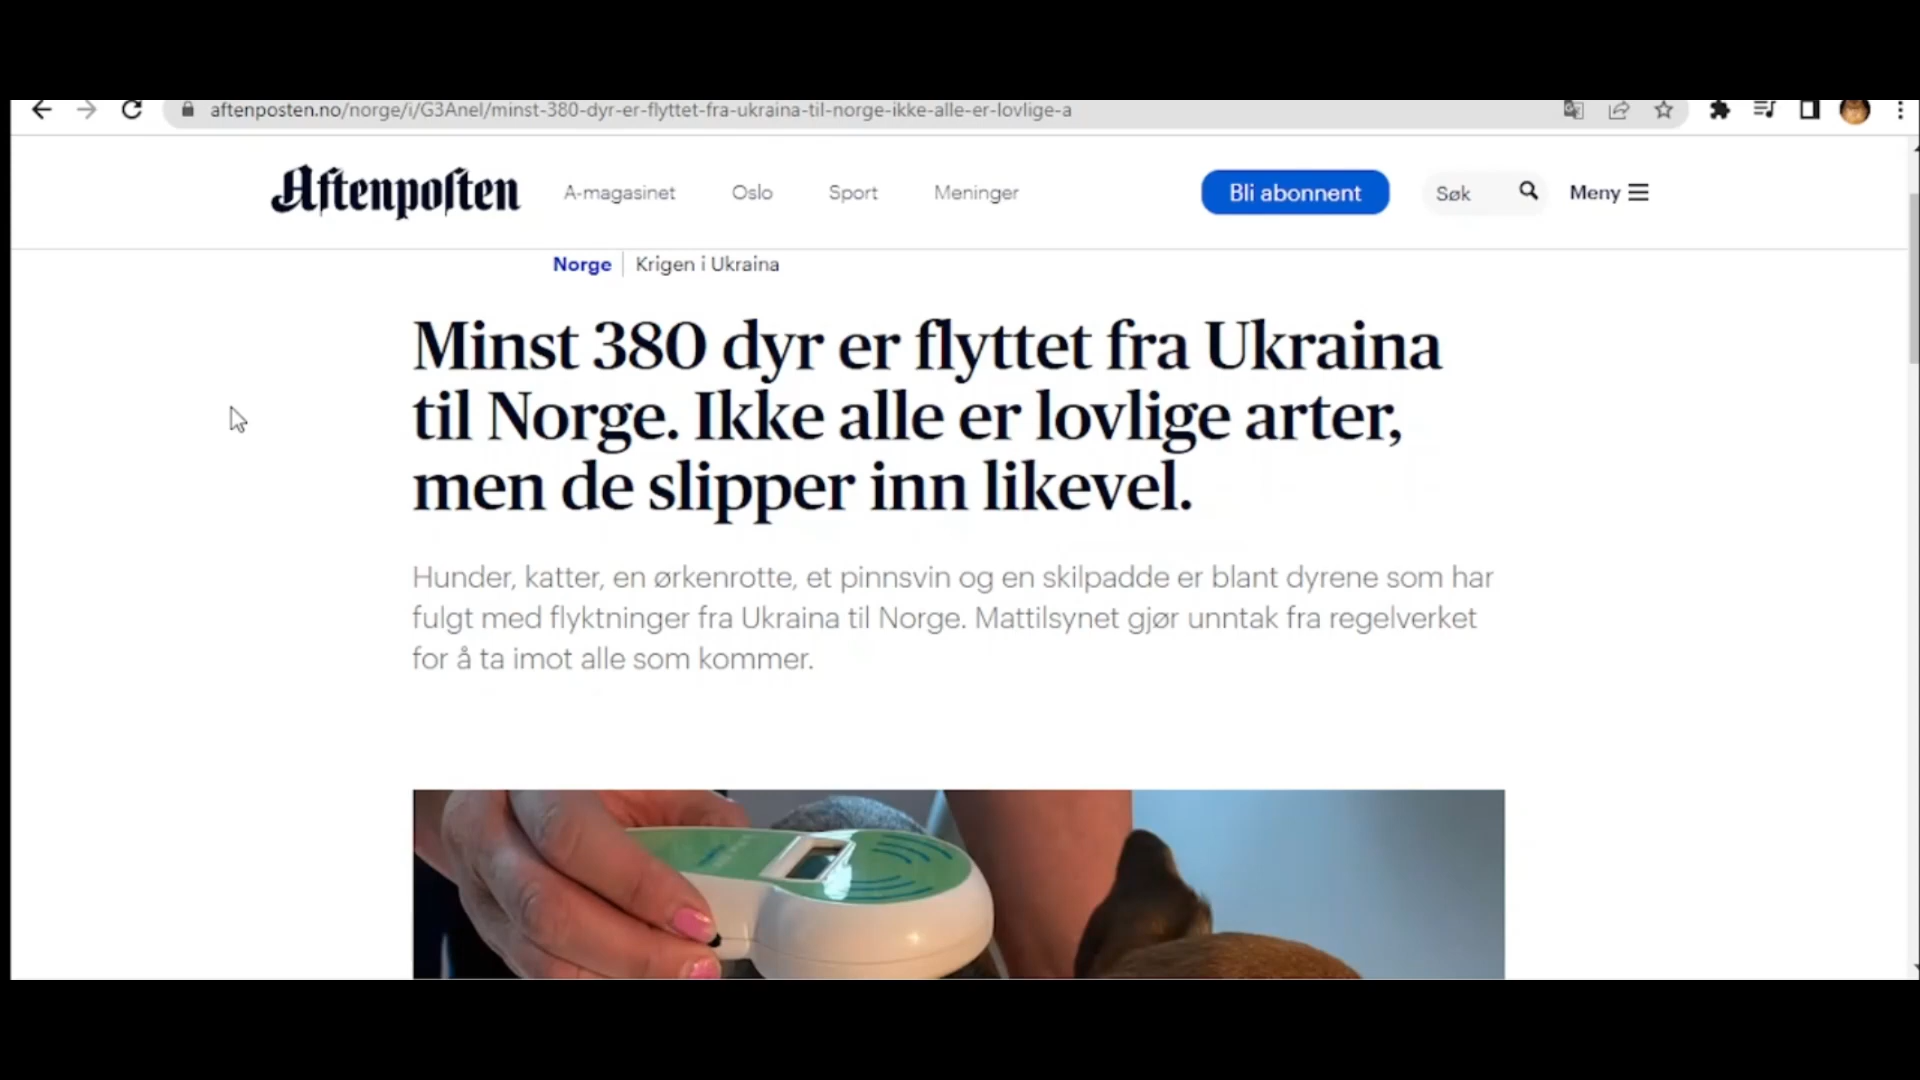 aftenposten.no/norge/i/G3Anel/minst-380-dyr-er-flyttet-fra-ukraina-til-norge-ikke-alle-er-lovlige-a
Aftenposten A-magasinet Oslo Sport Meninger Bli abonnent Søk Meny
Norge Krigen i Ukraina
Minst 380 dyr er flyttet fra Ukraina
til Norge. Ikke alle er lovlige arter,
men de slipper inn likevel.
Hunder, katter, en ørkenrotte, et pinnsvin og en skilpadde er blant dyrene som har
fulgt med flyktninger fra Ukraina til Norge. Mattilsynet gjør unntak fra regelverket
for å ta imot alle som kommer.